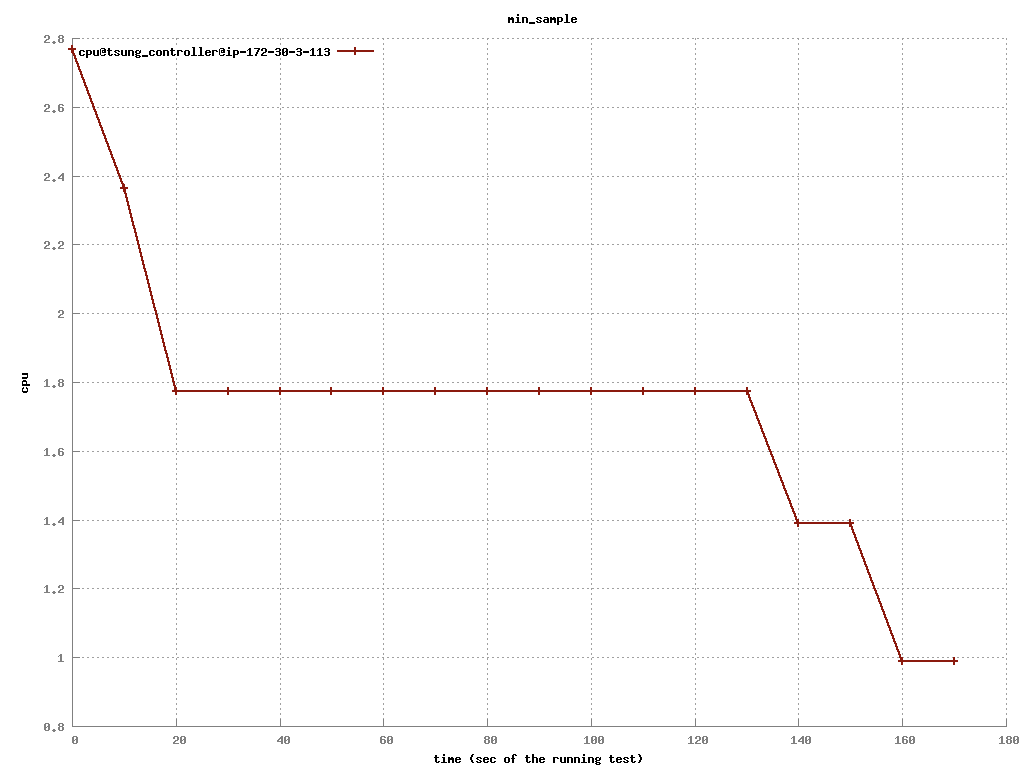 min_sample
cpu@tsung_controller@ip-172-30-3-113
2.8
2.6
2.4
2.2
2
1.8
1.6
1.4
1.2
1
0.8
cpu
0 20 40 60 80 100 120 140 160 180
time (sec of the running test)